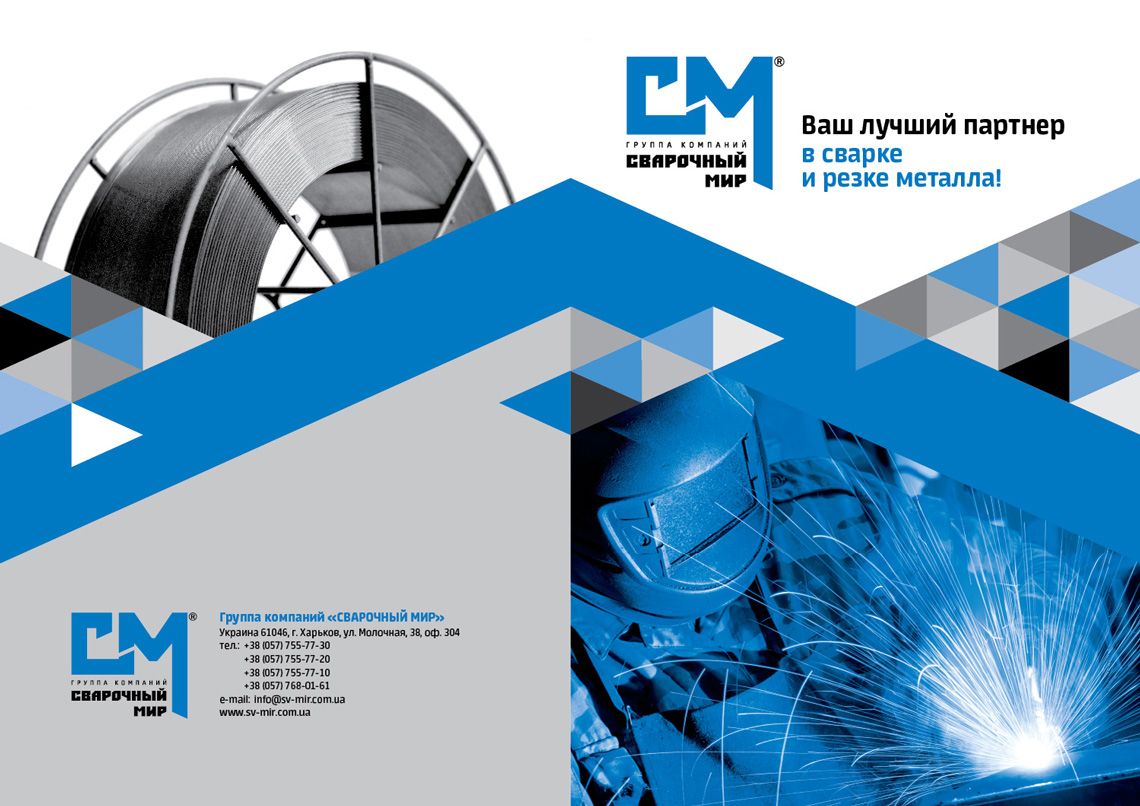 СМ®
ГРУППА КОМПАНИЙ
СВАРОЧНЫЙ
МИР
Ваш лучший партнер
в сварке
и резке металла!
СМ®
ГРУППА КОМПАНИЙ
СВАРОЧНЫЙ
МИР
Группа компаний «СВАРОЧНЫЙ МИР»
Украина 61046, г. Харьков, ул. Молочная, 38, оф. 304
тел.: +38 (057) 755-77-30
+38 (057) 755-77-20
+38 (057) 755-77-10
+38 (057) 768-01-61
e-mail: info@sv-mir.com.ua
www.sv-mir.com.ua